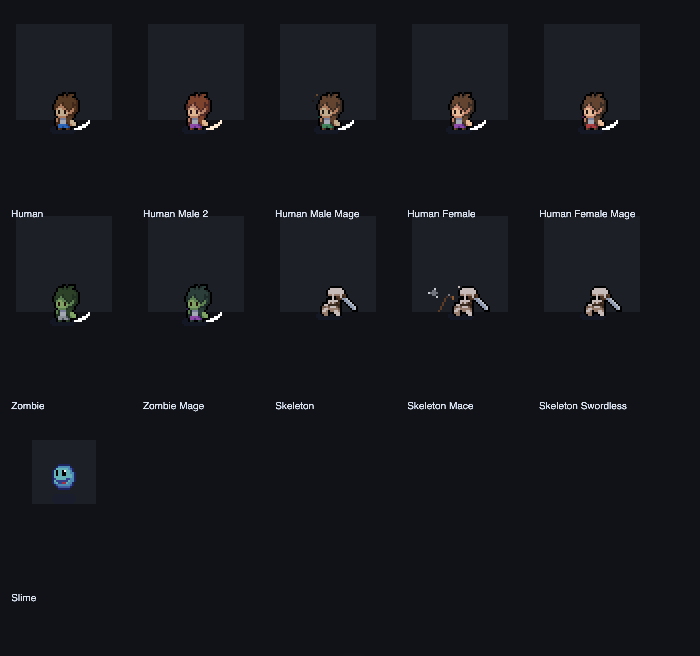 Human
Human Male 2
Human Male Mage
Human Female
Human Female Mage
Zombie
Zombie Mage
Skeleton
Skeleton Mace
Skeleton Swordless
Slime